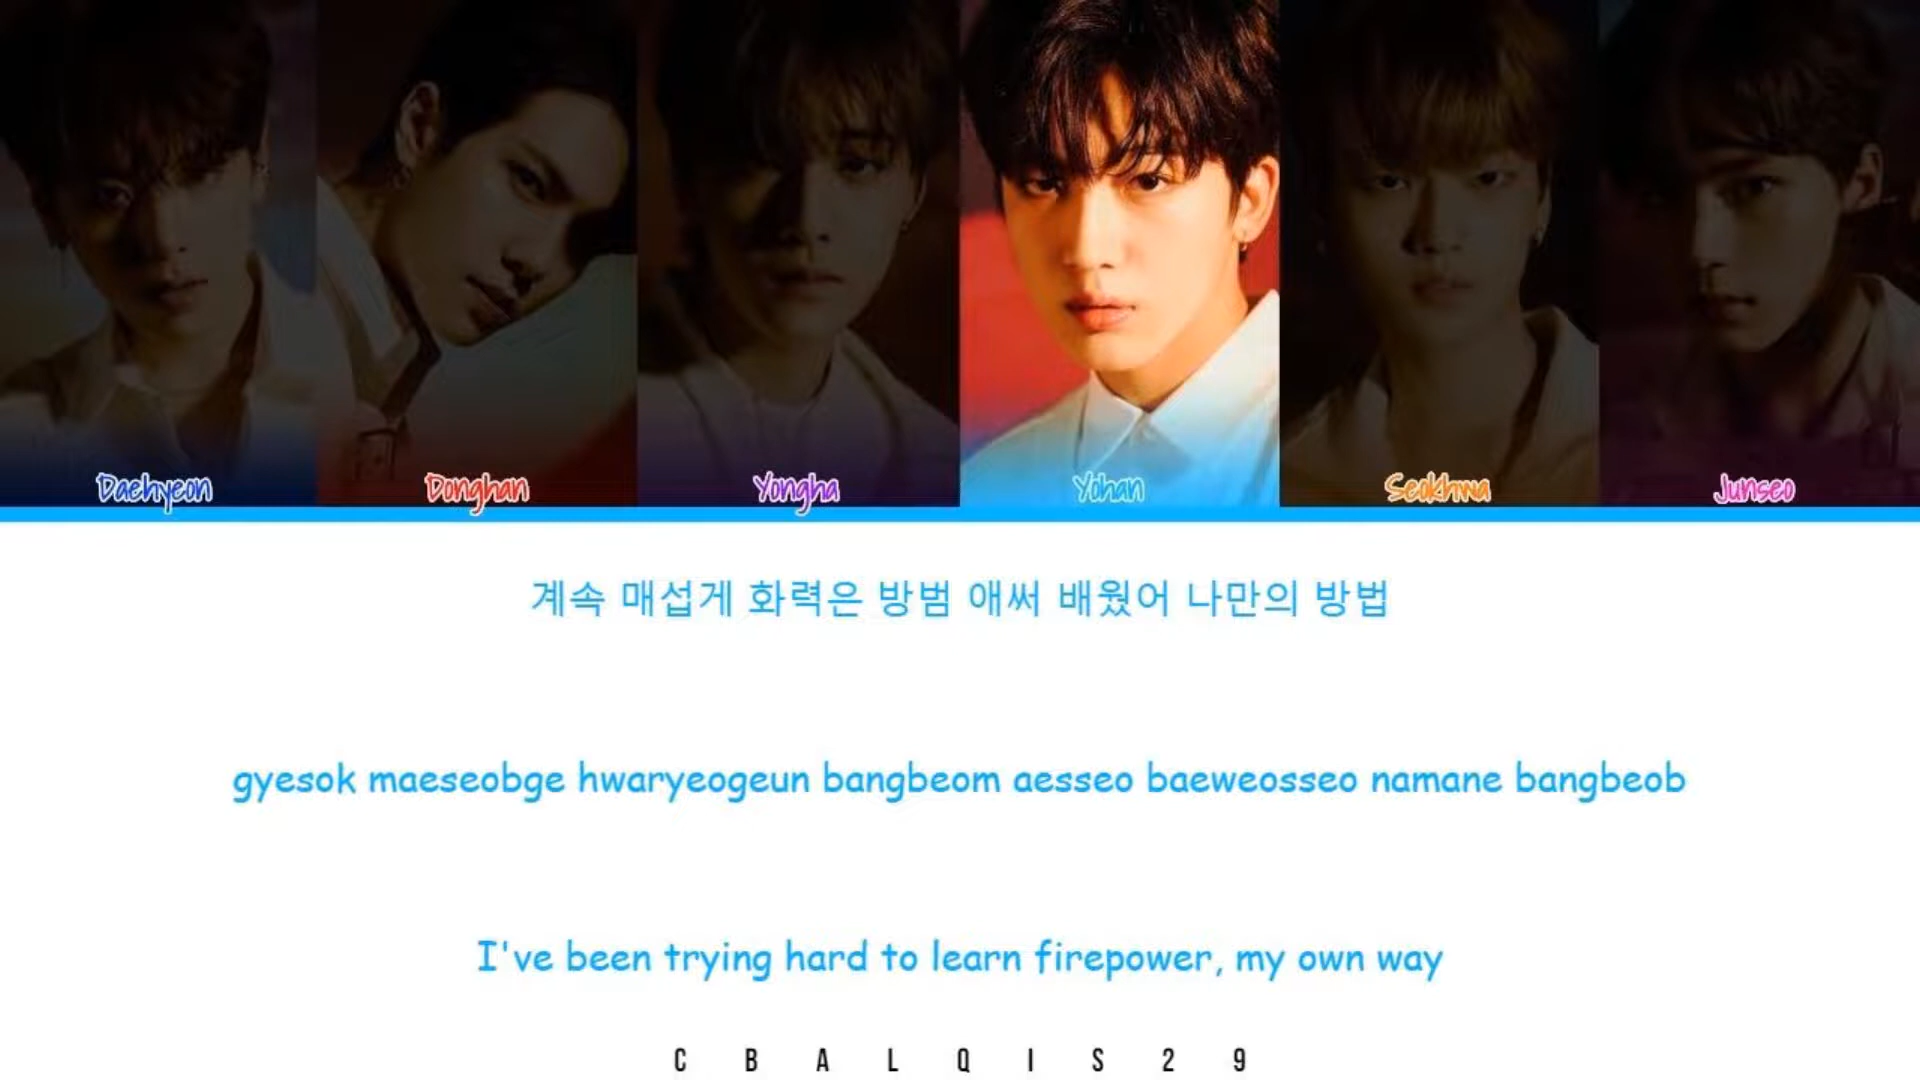 Daehyeon Donghan Yongha Yohan Seokhwa Junseo
계속 매섭게 화력은 방범 애써 배웠어 나만의 방법
gyesok maeseobge hwaryeogeun bangbeom aesseo baeweosseo namane bangbeob
I've been trying hard to learn firepower, my own way
CBALQIS29